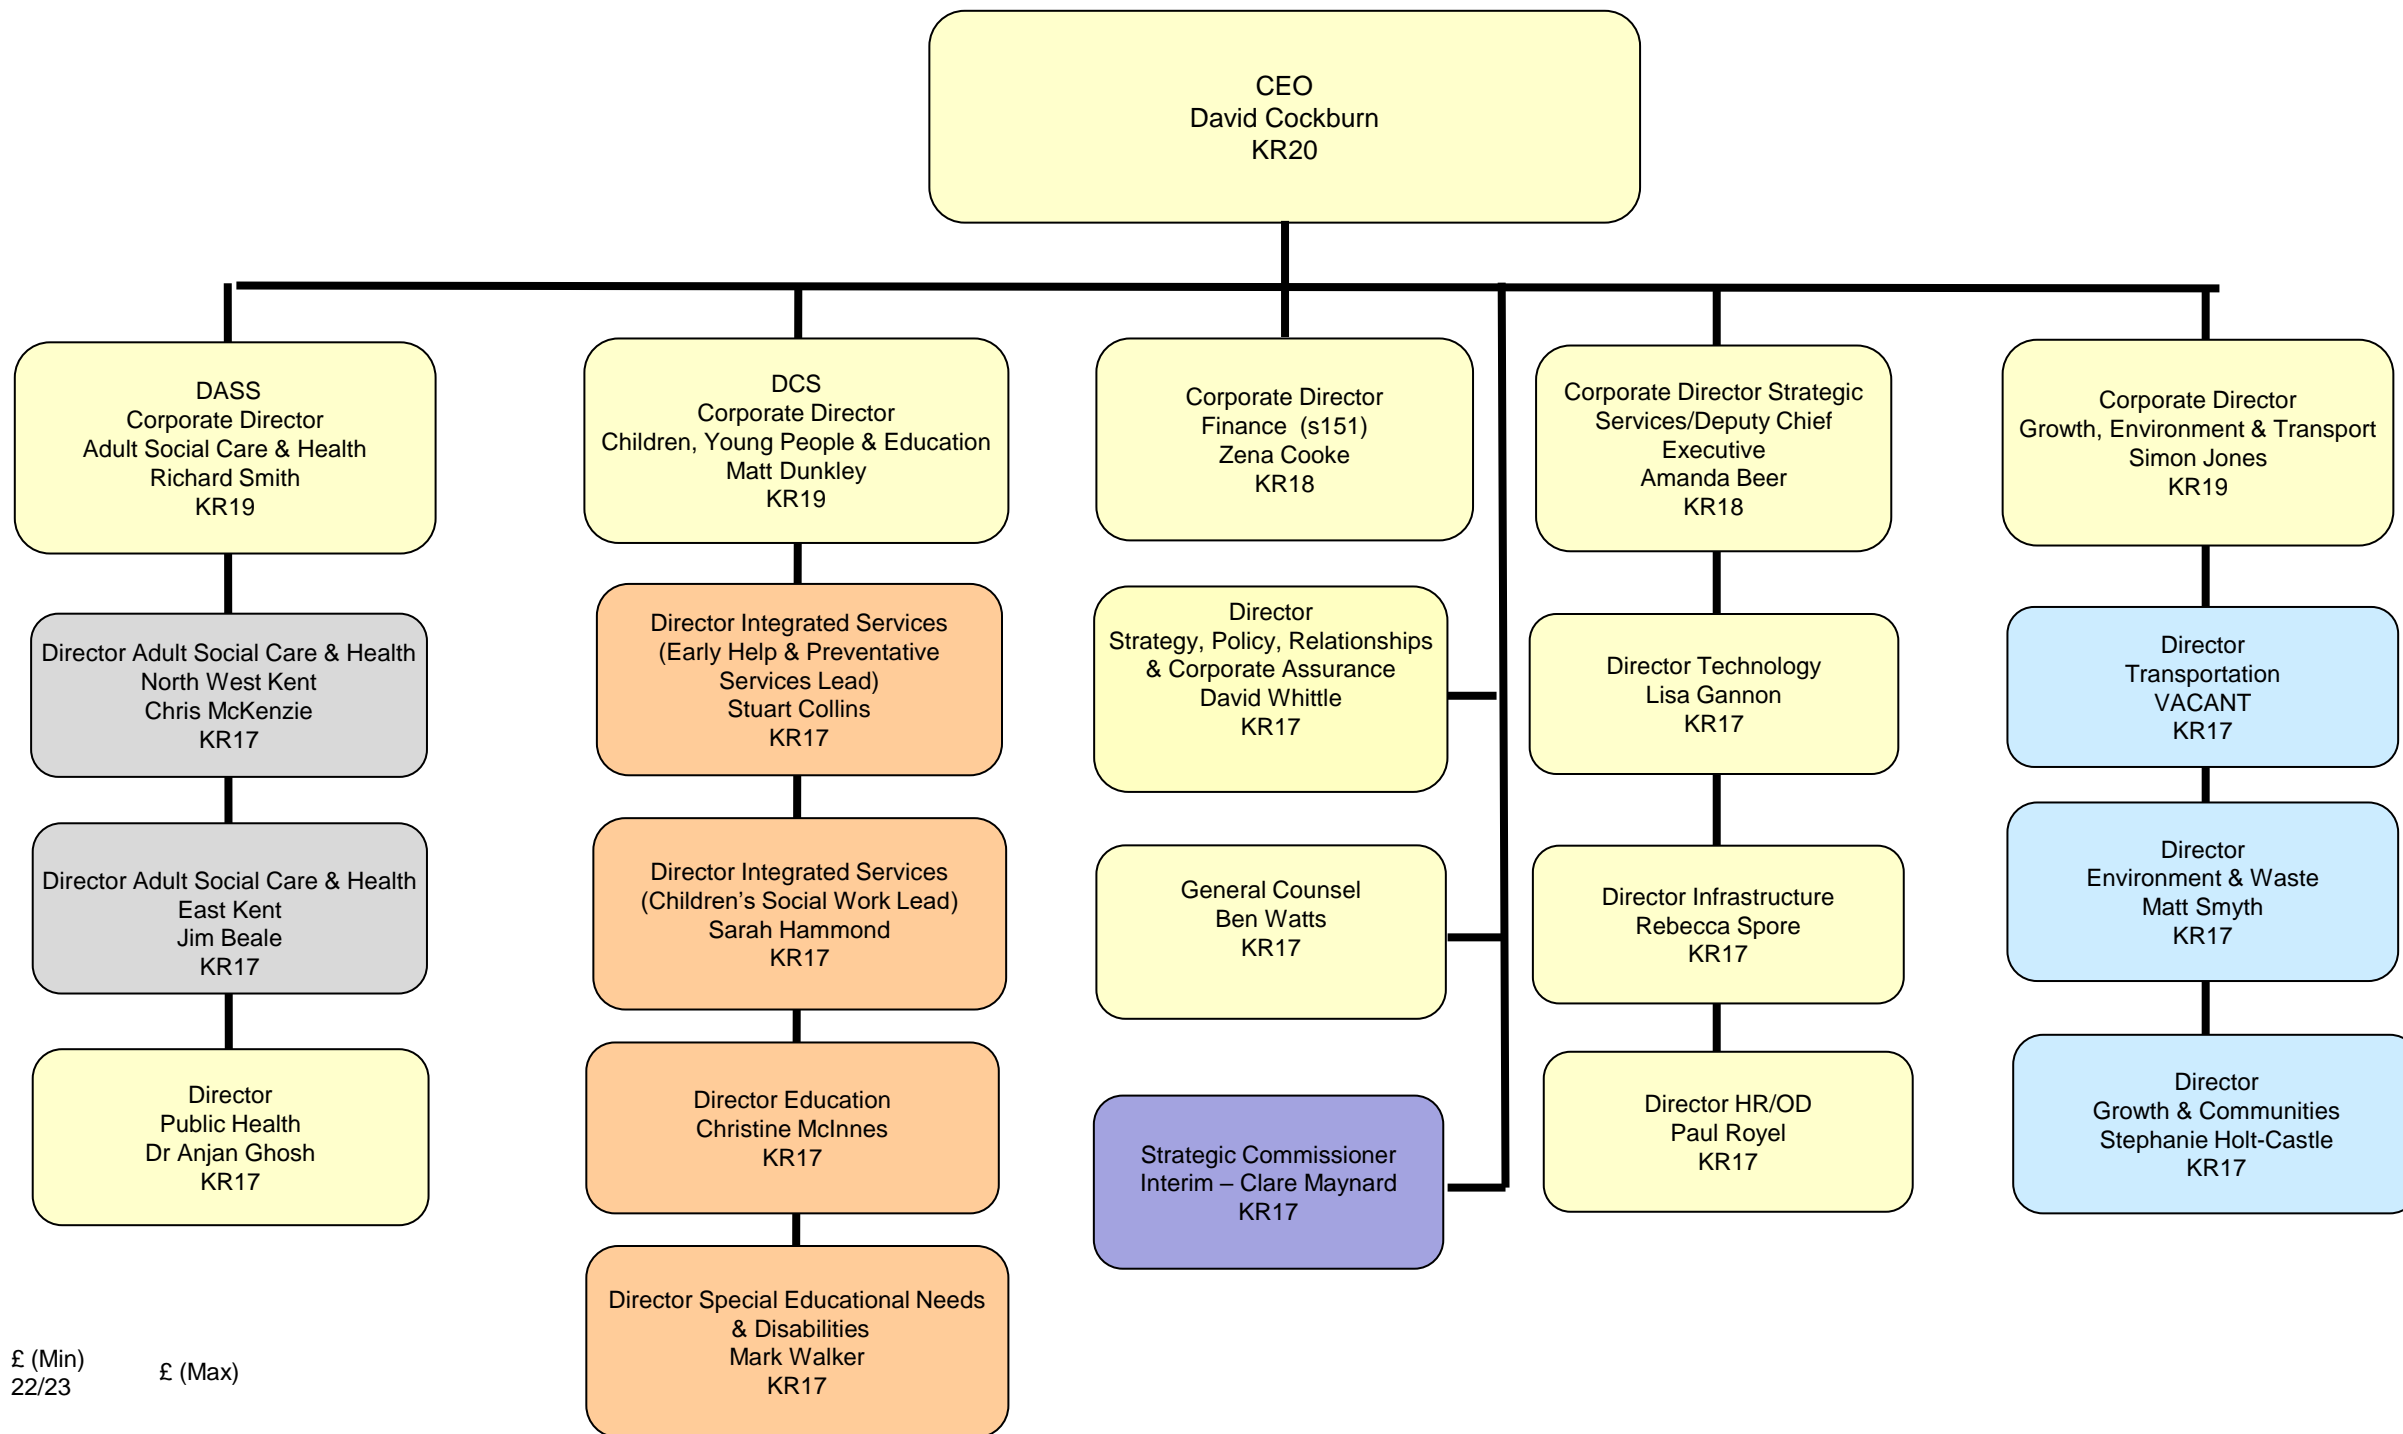 CEO
David Cockburn
KR20
DASS
Corporate Director
Adult Social Care & Health
Richard Smith
KR19
DCS
Corporate Director
Children, Young People & Education
Matt Dunkley
KR19
Corporate Director
Finance (s151)
Zena Cooke
KR18
Corporate Director Strategic
Services/Deputy Chief
Executive
Amanda Beer
KR18
Corporate Director
Growth, Environment & Transport
Simon Jones
KR19
Director Adult Social Care & Health
North West Kent
Chris McKenzie
KR17
Director Integrated Services
(Early Help & Preventative
Services Lead)
Stuart Collins
KR17
Director
Strategy, Policy, Relationships
& Corporate Assurance
David Whittle
KR17
Director Technology
Lisa Gannon
KR17
Director
Transportation
VACANT
KR17
Director Adult Social Care & Health
East Kent
Jim Beale
KR17
Director Integrated Services
(Children’s Social Work Lead)
Sarah Hammond
KR17
General Counsel
Ben Watts
KR17
Director Infrastructure
Rebecca Spore
KR17
Director
Environment & Waste
Matt Smyth
KR17
Director
Public Health
Dr Anjan Ghosh
KR17
Director Education
Christine McInnes
KR17
Strategic Commissioner
Interim – Clare Maynard
KR17
Director HR/OD
Paul Royel
KR17
Director
Growth & Communities
Stephanie Holt-Castle
KR17
Director Special Educational Needs
& Disabilities
Mark Walker
KR17
£ (Min)
22/23
£ (Max)